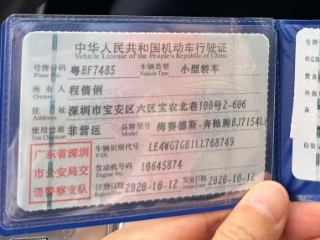 中华人民共和国机动车行驶证
Vehicle License of the People's Republic of China
号牌号码 粤BF7485 车辆类型 小型轿车
Plate No. Vehicle Type
所有人 程倩俐
Owner
住址 深圳市宝安区六区宝农北巷109号2-606
Address
使用性质 非营运 品牌型号 梅赛德斯-奔驰牌BJ7154L
Use Character Model
广东省深圳市公安局交通警察支队
车辆识别代号 LE4WG7GB1LL768749
VIN
发动机号码 10645874
Engine No.
注册日期 2020-10-12 发证日期 2020-10-12
Register Date Issue Date